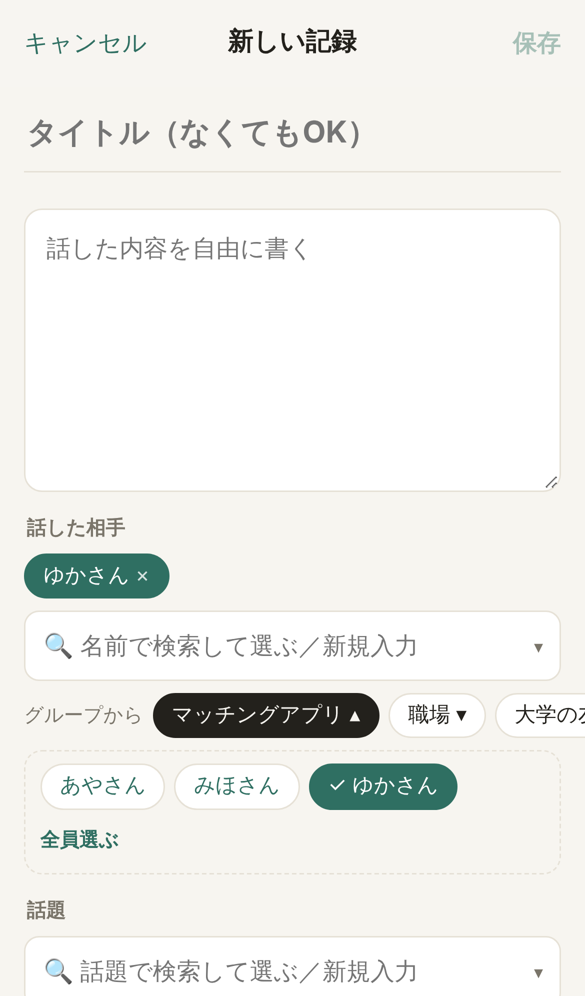 キャンセル 新しい記録 保存
タイトル（なくてもOK）
話した内容を自由に書く
話した相手
ゆかさん ×
🔍 名前で検索して選ぶ／新規入力 ▾
グループから マッチングアプリ ▴ 職場 ▾ 大学の
あやさん みほさん ✓ ゆかさん
全員選ぶ
話題
🔍 話題で検索して選ぶ／新規入力 ▾